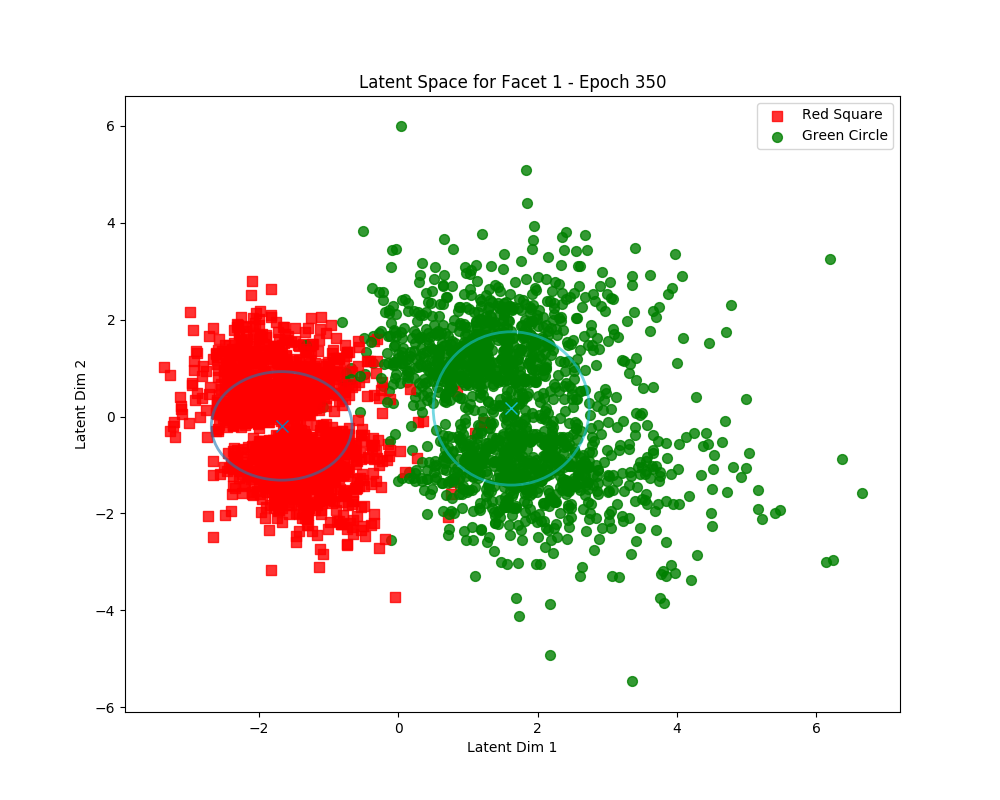 Latent Space for Facet 1 - Epoch 350
Red Square
Green Circle
6
4
2
0
−2
−4
−6
Latent Dim 2
−2
0
2
4
6
Latent Dim 1